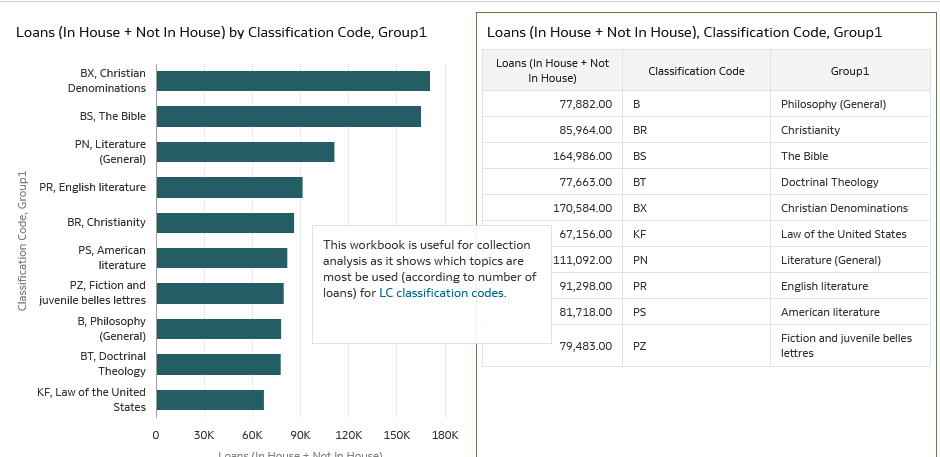 Loans (In House + Not In House) by Classification Code, Group1
Classification Code, Group1
BX, Christian
Denominations
BS, The Bible
PN, Literature
(General)
PR, English literature
BR, Christianity
PS, American
literature
PZ, Fiction and
juvenile belles lettres
B, Philosophy
(General)
BT, Doctrinal
Theology
KF, Law of the United
States
0 30K 60K 90K 120K 150K 180K
Loans (In House + Not In House)
This workbook is useful for collection
analysis as it shows which topics are
most be used (according to number of
loans) for LC classification codes.
Loans (In House + Not In House), Classification Code, Group1
Loans (In House + Not
In House)
Classification Code
Group1
77,882.00 B Philosophy (General)
85,964.00 BR Christianity
164,986.00 BS The Bible
77,663.00 BT Doctrinal Theology
170,584.00 BX Christian Denominations
67,156.00 KF Law of the United States
111,092.00 PN Literature (General)
91,298.00 PR English literature
81,718.00 PS American literature
79,483.00 PZ Fiction and juvenile belles
lettres